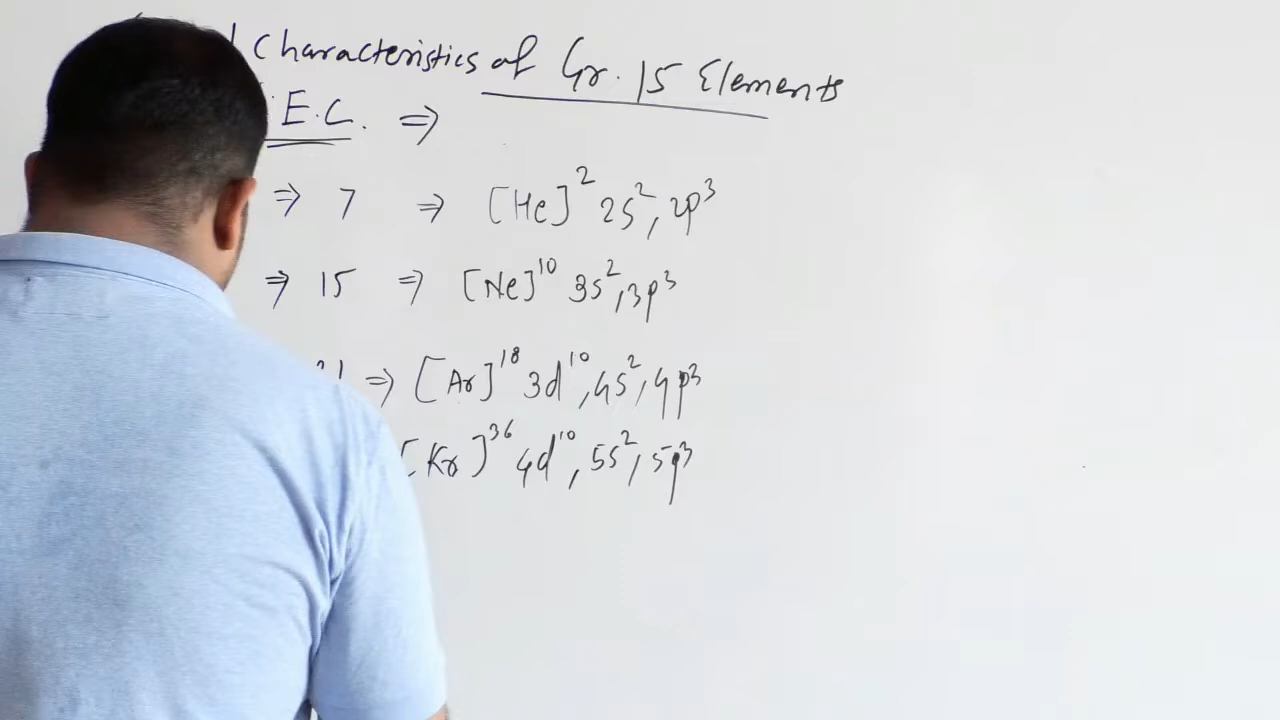 Characteristics of Gr. 15 Elements
E.C. ⇒
⇒ 7 ⇒ [He]² 2s², 2p³
⇒ 15 ⇒ [Ne]¹⁰ 3s², 3p³
⇒ [Ar]¹⁸ 3d¹⁰, 4s², 4p³
[Kr]³⁶ 4d¹⁰, 5s², 5p³